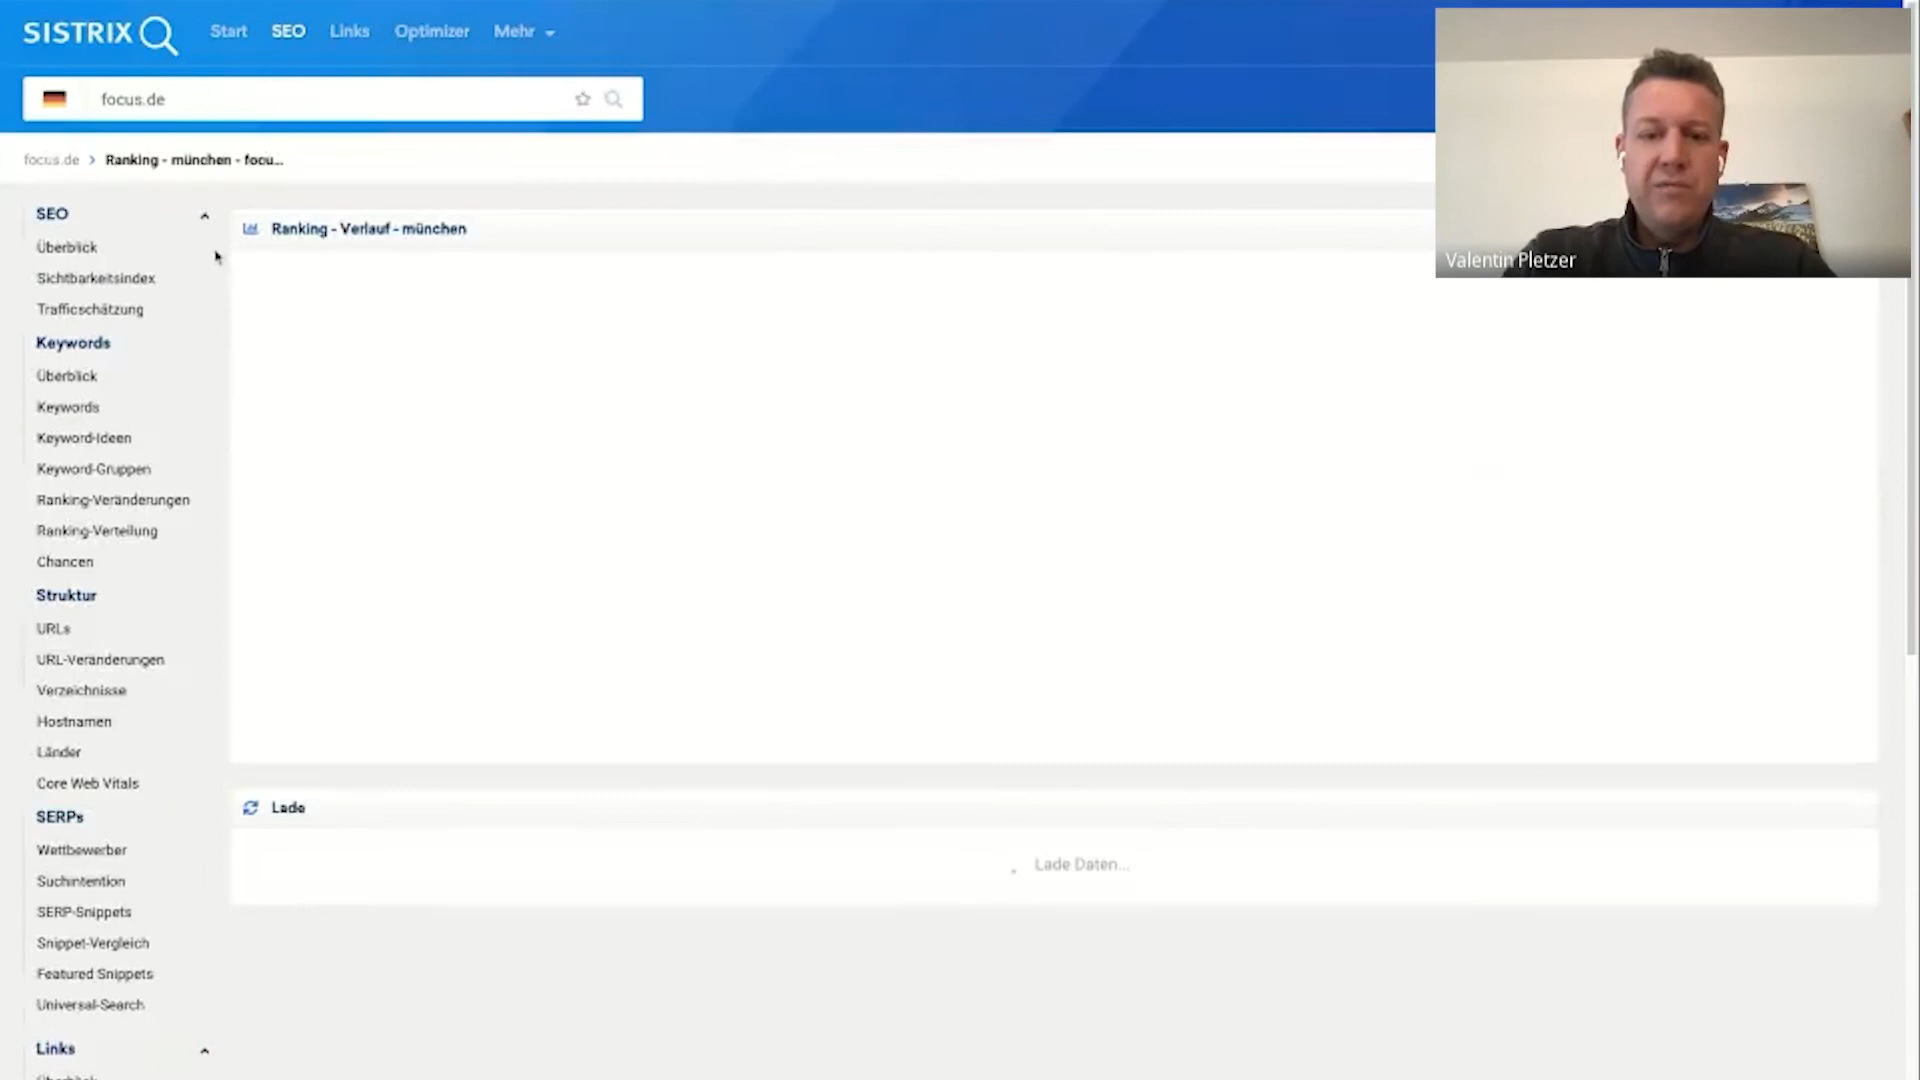 SISTRIX
Start
SEO
Links
Optimizer
Mehr
focus.de
focus.de > Ranking - münchen - focu...
SEO
Überblick
Sichtbarkeitsindex
Trafficschätzung
Keywords
Überblick
Keywords
Keyword-Ideen
Keyword-Gruppen
Ranking-Veränderungen
Ranking-Verteilung
Chancen
Struktur
URLs
URL-Veränderungen
Verzeichnisse
Hostnamen
Länder
Core Web Vitals
SERPs
Wettbewerber
Suchintention
SERP-Snippets
Snippet-Vergleich
Featured Snippets
Universal-Search
Links
Überblick
Ranking - Verlauf - münchen
Lade
Lade Daten...
Valentin Pletzer